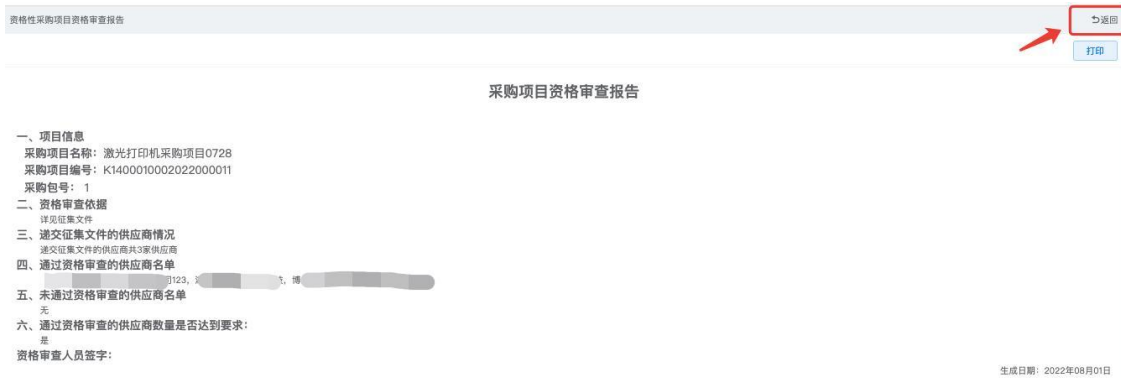 资格性采购项目资格审查报告
返回
打印
采购项目资格审查报告
一、项目信息
采购项目名称：激光打印机采购项目0728
采购项目编号：K1400010002022000011
采购包号： 1
二、资格审查依据
详见征集文件
三、递交征集文件的供应商情况
递交征集文件的供应商共3家供应商
四、通过资格审查的供应商名单
123, 博
五、未通过资格审查的供应商名单
无
六、通过资格审查的供应商数量是否达到要求：
是
资格审查人员签字：
生成日期：2022年08月01日